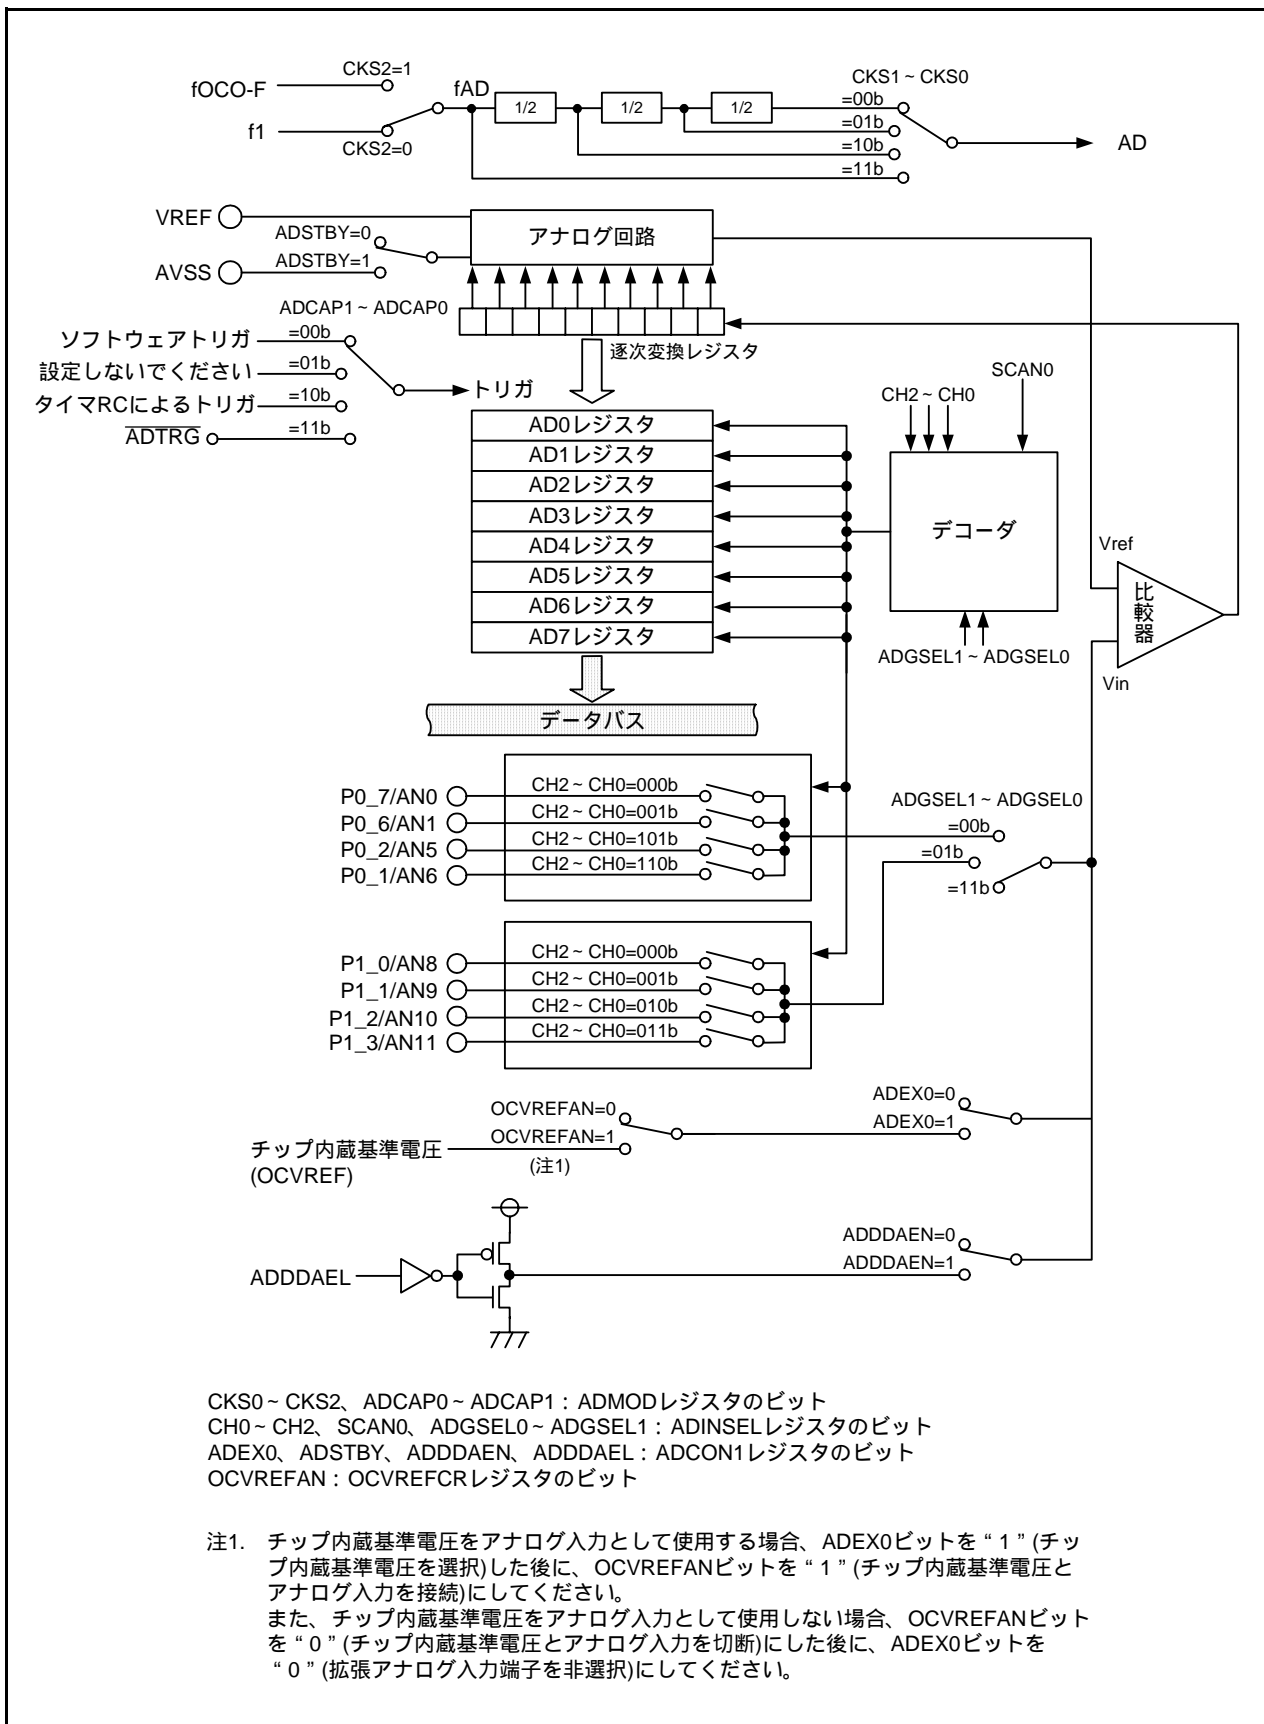 CKS2=1
fOCO-F
fAD
1/2
1/2
1/2
CKS1~CKS0
=00b
=01b
=10b
=11b
AD
f1
CKS2=0
VREF
ADSTBY=0
アナログ回路
AVSS
ADSTBY=1
ADCAP1~ADCAP0
ソフトウェアトリガ
=00b
設定しないでください
=01b
タイマRCによるトリガ
=10b
ADTRG
=11b
トリガ
逐次変換レジスタ
SCAN0
CH2~CH0
AD0レジスタ
AD1レジスタ
AD2レジスタ
AD3レジスタ
AD4レジスタ
AD5レジスタ
AD6レジスタ
AD7レジスタ
デコーダ
Vref
比較器
Vin
ADGSEL1~ADGSEL0
データバス
P0_7/AN0
CH2~CH0=000b
P0_6/AN1
CH2~CH0=001b
P0_2/AN5
CH2~CH0=101b
P0_1/AN6
CH2~CH0=110b
ADGSEL1~ADGSEL0
=00b
=01b
=11b
P1_0/AN8
CH2~CH0=000b
P1_1/AN9
CH2~CH0=001b
P1_2/AN10
CH2~CH0=010b
P1_3/AN11
CH2~CH0=011b
OCVREFAN=0
ADEX0=0
チップ内蔵基準電圧
(OCVREF)
OCVREFAN=1
(注1)
ADEX0=1
ADDDAEN=0
ADDDAEL
ADDDAEN=1
CKS0~CKS2、ADCAP0~ADCAP1:ADMODレジスタのビット
CH0~CH2、SCAN0、ADGSEL0~ADGSEL1:ADINSELレジスタのビット
ADEX0、ADSTBY、ADDDAEN、ADDDAEL:ADCON1レジスタのビット
OCVREFAN:OCVREFCRレジスタのビット
注1. チップ内蔵基準電圧をアナログ入力として使用する場合、ADEX0ビットを“1”(チッ
プ内蔵基準電圧を選択)した後に、OCVREFANビットを“1”(チップ内蔵基準電圧と
アナログ入力を接続)にしてください。
また、チップ内蔵基準電圧をアナログ入力として使用しない場合、OCVREFANビット
を“0”(チップ内蔵基準電圧とアナログ入力を切断)にした後に、ADEX0ビットを
“0”(拡張アナログ入力端子を非選択)にしてください。